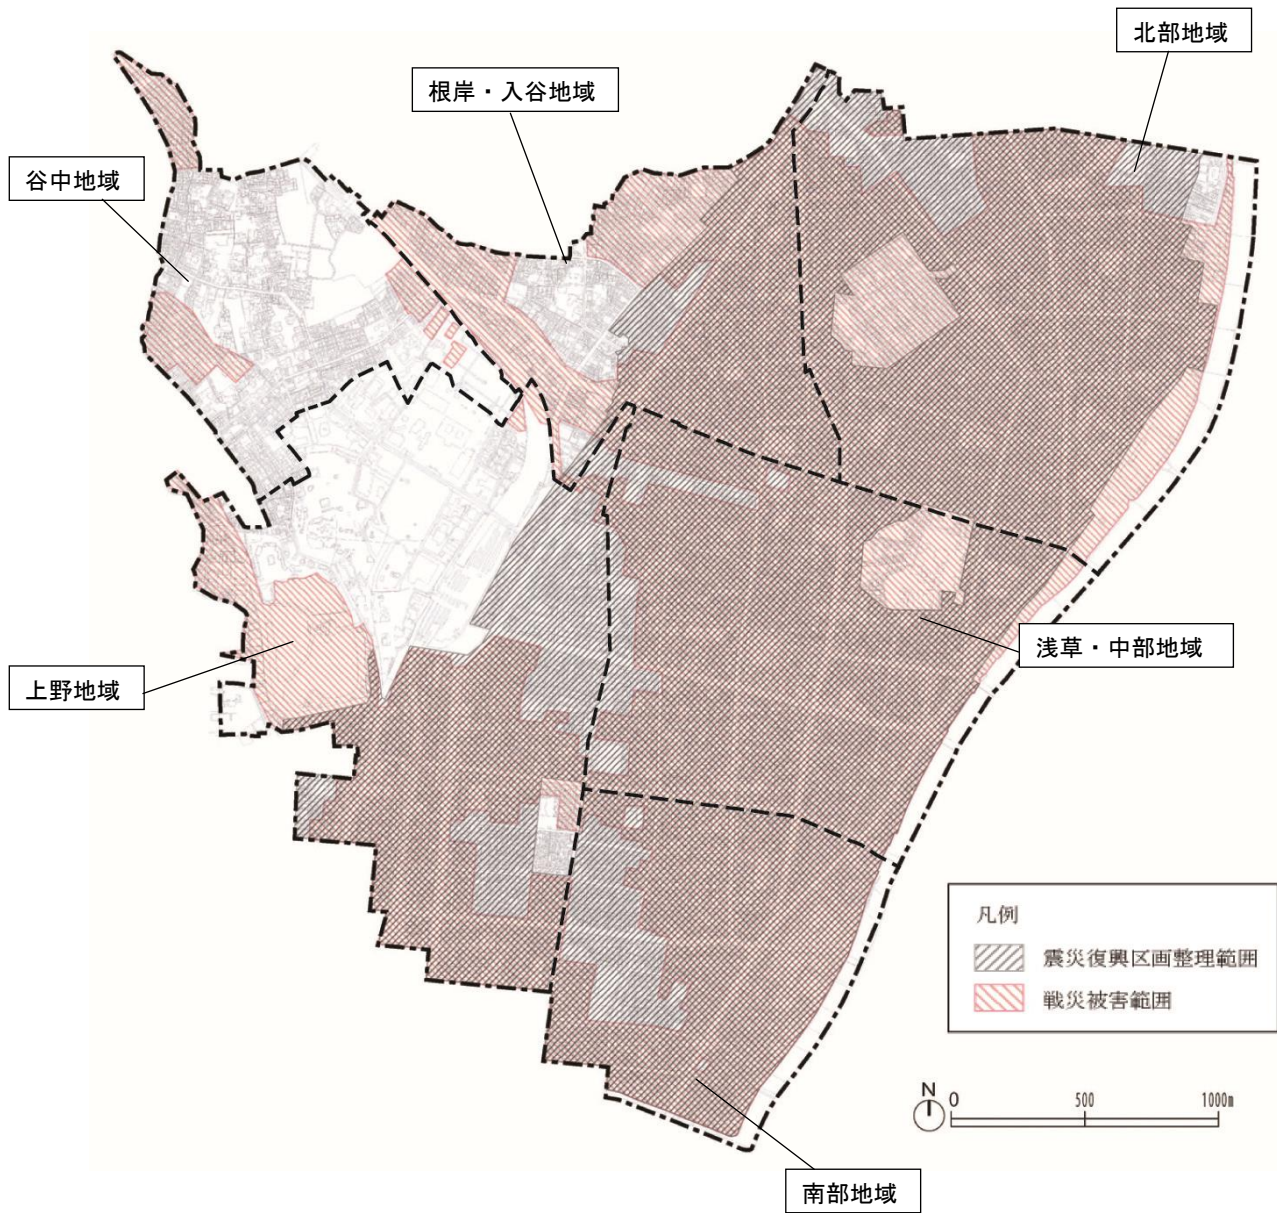 北部地域
根岸・入谷地域
谷中地域
浅草・中部地域
上野地域
凡例
震災復興区画整理範囲
戦災被害範囲
N
0 500 1000m
南部地域